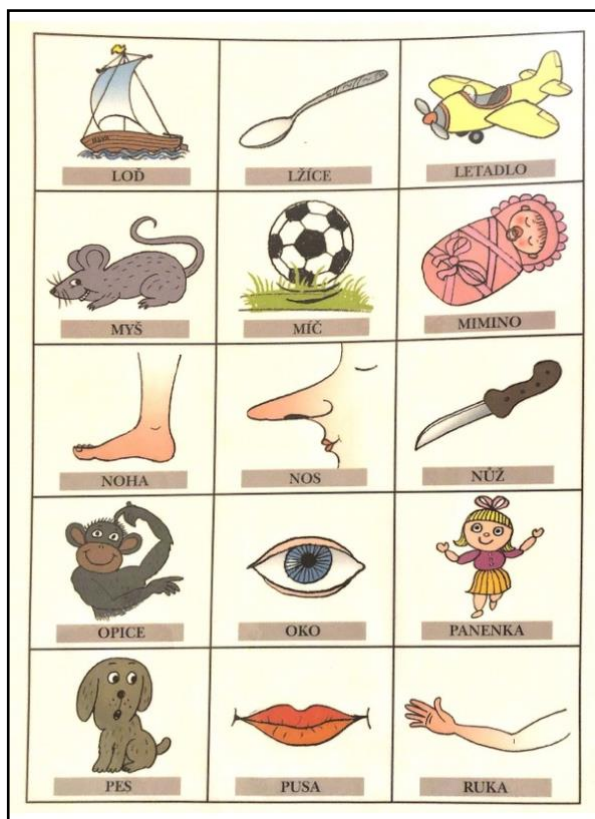 LOĎ
LŽÍCE
LETADLO
MYŠ
MÍČ
MIMINO
NOHA
NOS
NŮŽ
OPICE
OKO
PANENKA
PES
PUSA
RUKA